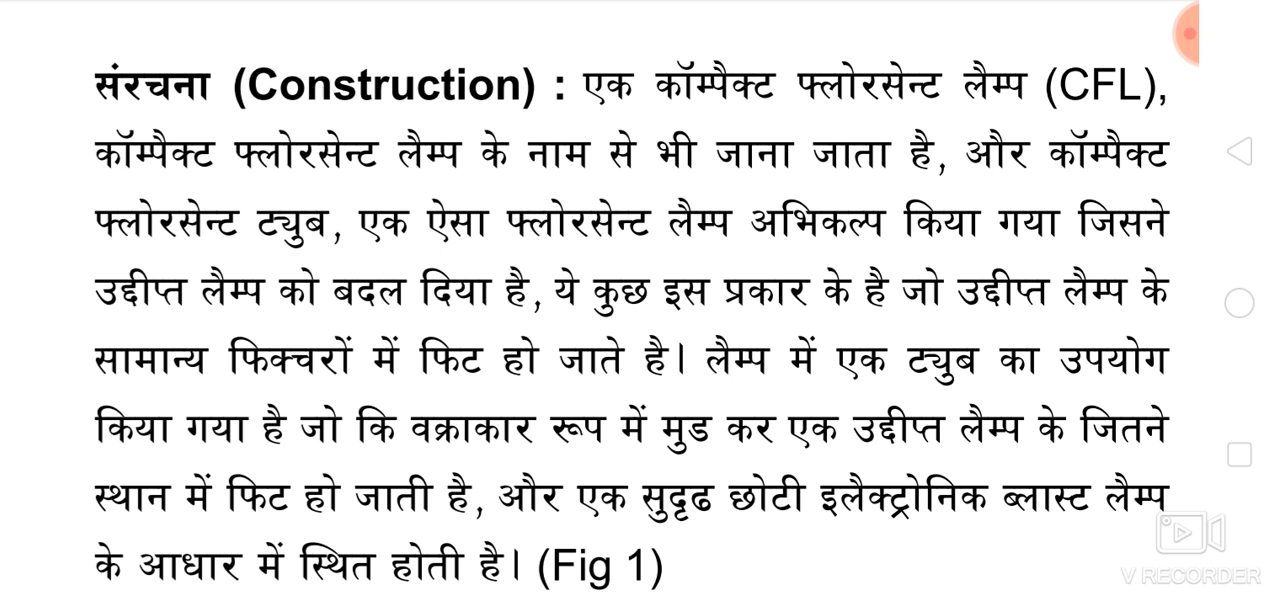 संरचना (Construction) : एक कॉम्पैक्ट फ्लोरसेन्ट लैम्प (CFL),
कॉम्पैक्ट फ्लोरसेन्ट लैम्प के नाम से भी जाना जाता है, और कॉम्पैक्ट
फ्लोरसेन्ट ट्युब, एक ऐसा फ्लोरसेन्ट लैम्प अभिकल्प किया गया जिसने
उद्दीप्त लैम्प को बदल दिया है, ये कुछ इस प्रकार के है जो उद्दीप्त लैम्प के
सामान्य फिक्चरों में फिट हो जाते है। लैम्प में एक ट्युब का उपयोग
किया गया है जो कि वक्राकार रूप में मुड कर एक उद्दीप्त लैम्प के जितने
स्थान में फिट हो जाती है, और एक सुदृढ छोटी इलैक्ट्रोनिक ब्लास्ट लैम्प
के आधार में स्थित होती है। (Fig 1)
V RECORDER